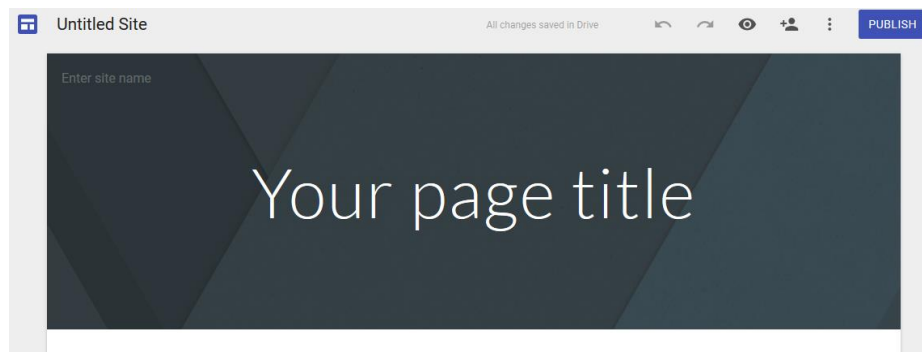 Untitled Site
All changes saved in Drive
PUBLISH
Enter site name
Your page title